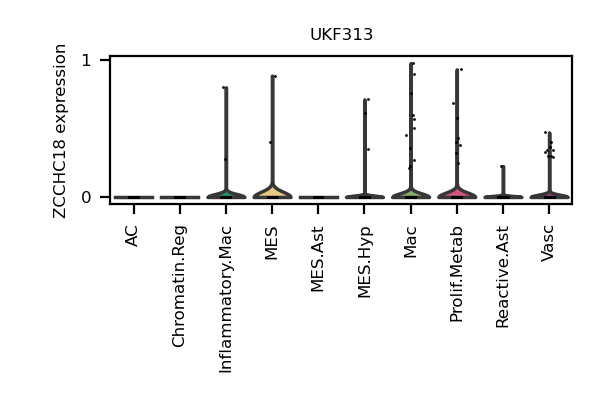 UKF313
ZCCHC18 expression
1
0
AC
Chromatin.Reg
Inflammatory.Mac
MES
MES.Ast
MES.Hyp
Mac
Prolif.Metab
Reactive.Ast
Vasc